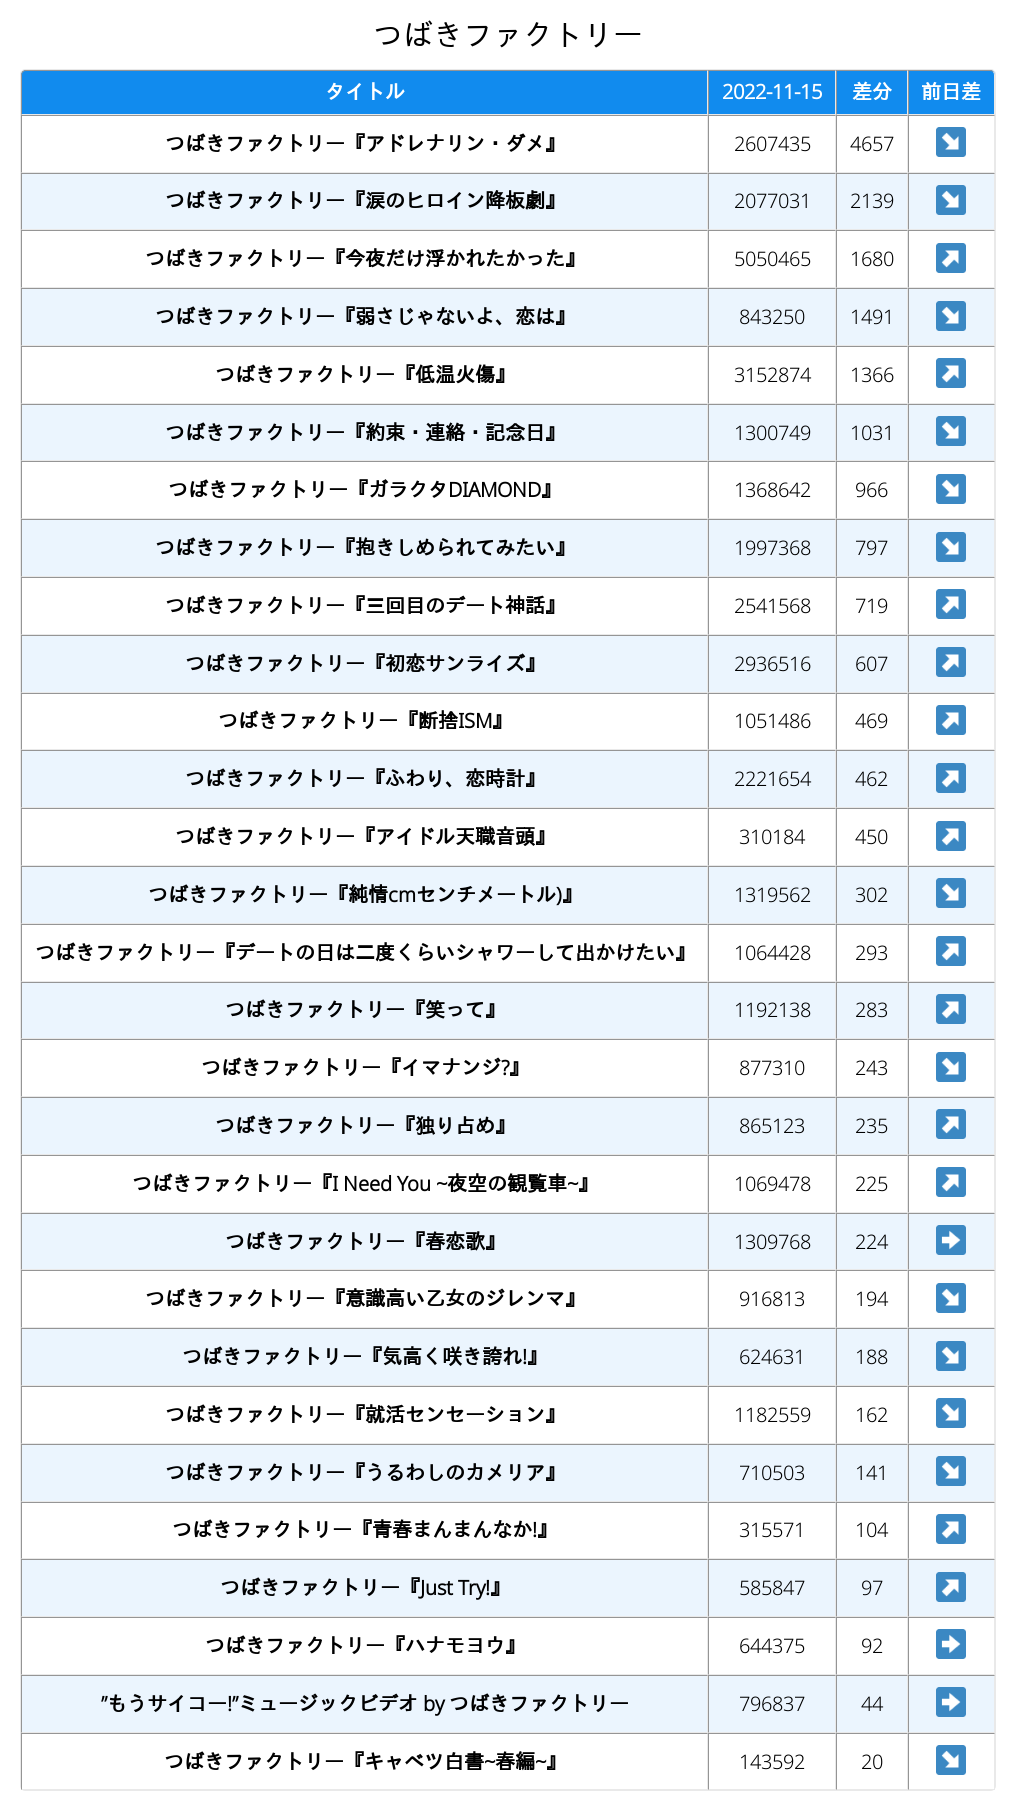 つばきファクトリー
タイトル 2022-11-15 差分 前日差
つばきファクトリー『アドレナリン・ダメ』 2607435 4657 ↘
つばきファクトリー『涙のヒロイン降板劇』 2077031 2139 ↘
つばきファクトリー『今夜だけ浮かれたかった』 5050465 1680 ↗
つばきファクトリー『弱さじゃないよ、恋は』 843250 1491 ↘
つばきファクトリー『低温火傷』 3152874 1366 ↗
つばきファクトリー『約束・連絡・記念日』 1300749 1031 ↘
つばきファクトリー『ガラクタDIAMOND』 1368642 966 ↘
つばきファクトリー『抱きしめられてみたい』 1997368 797 ↘
つばきファクトリー『三回目のデート神話』 2541568 719 ↗
つばきファクトリー『初恋サンライズ』 2936516 607 ↗
つばきファクトリー『断捨ISM』 1051486 469 ↗
つばきファクトリー『ふわり、恋時計』 2221654 462 ↗
つばきファクトリー『アイドル天職音頭』 310184 450 ↗
つばきファクトリー『純情cmセンチメートル)』 1319562 302 ↘
つばきファクトリー『デートの日は二度くらいシャワーして出かけたい』 1064428 293 ↗
つばきファクトリー『笑って』 1192138 283 ↗
つばきファクトリー『イマナンジ?』 877310 243 ↘
つばきファクトリー『独り占め』 865123 235 ↗
つばきファクトリー『I Need You ~夜空の観覧車~』 1069478 225 ↗
つばきファクトリー『春恋歌』 1309768 224 ➡
つばきファクトリー『意識高い乙女のジレンマ』 916813 194 ↘
つばきファクトリー『気高く咲き誇れ!』 624631 188 ↘
つばきファクトリー『就活センセーション』 1182559 162 ↘
つばきファクトリー『うるわしのカメリア』 710503 141 ↘
つばきファクトリー『青春まんまんなか!』 315571 104 ↗
つばきファクトリー『Just Try!』 585847 97 ↗
つばきファクトリー『ハナモヨウ』 644375 92 ➡
”もうサイコー!”ミュージックビデオ by つばきファクトリー 796837 44 ➡
つばきファクトリー『キャベツ白書~春編~』 143592 20 ↘